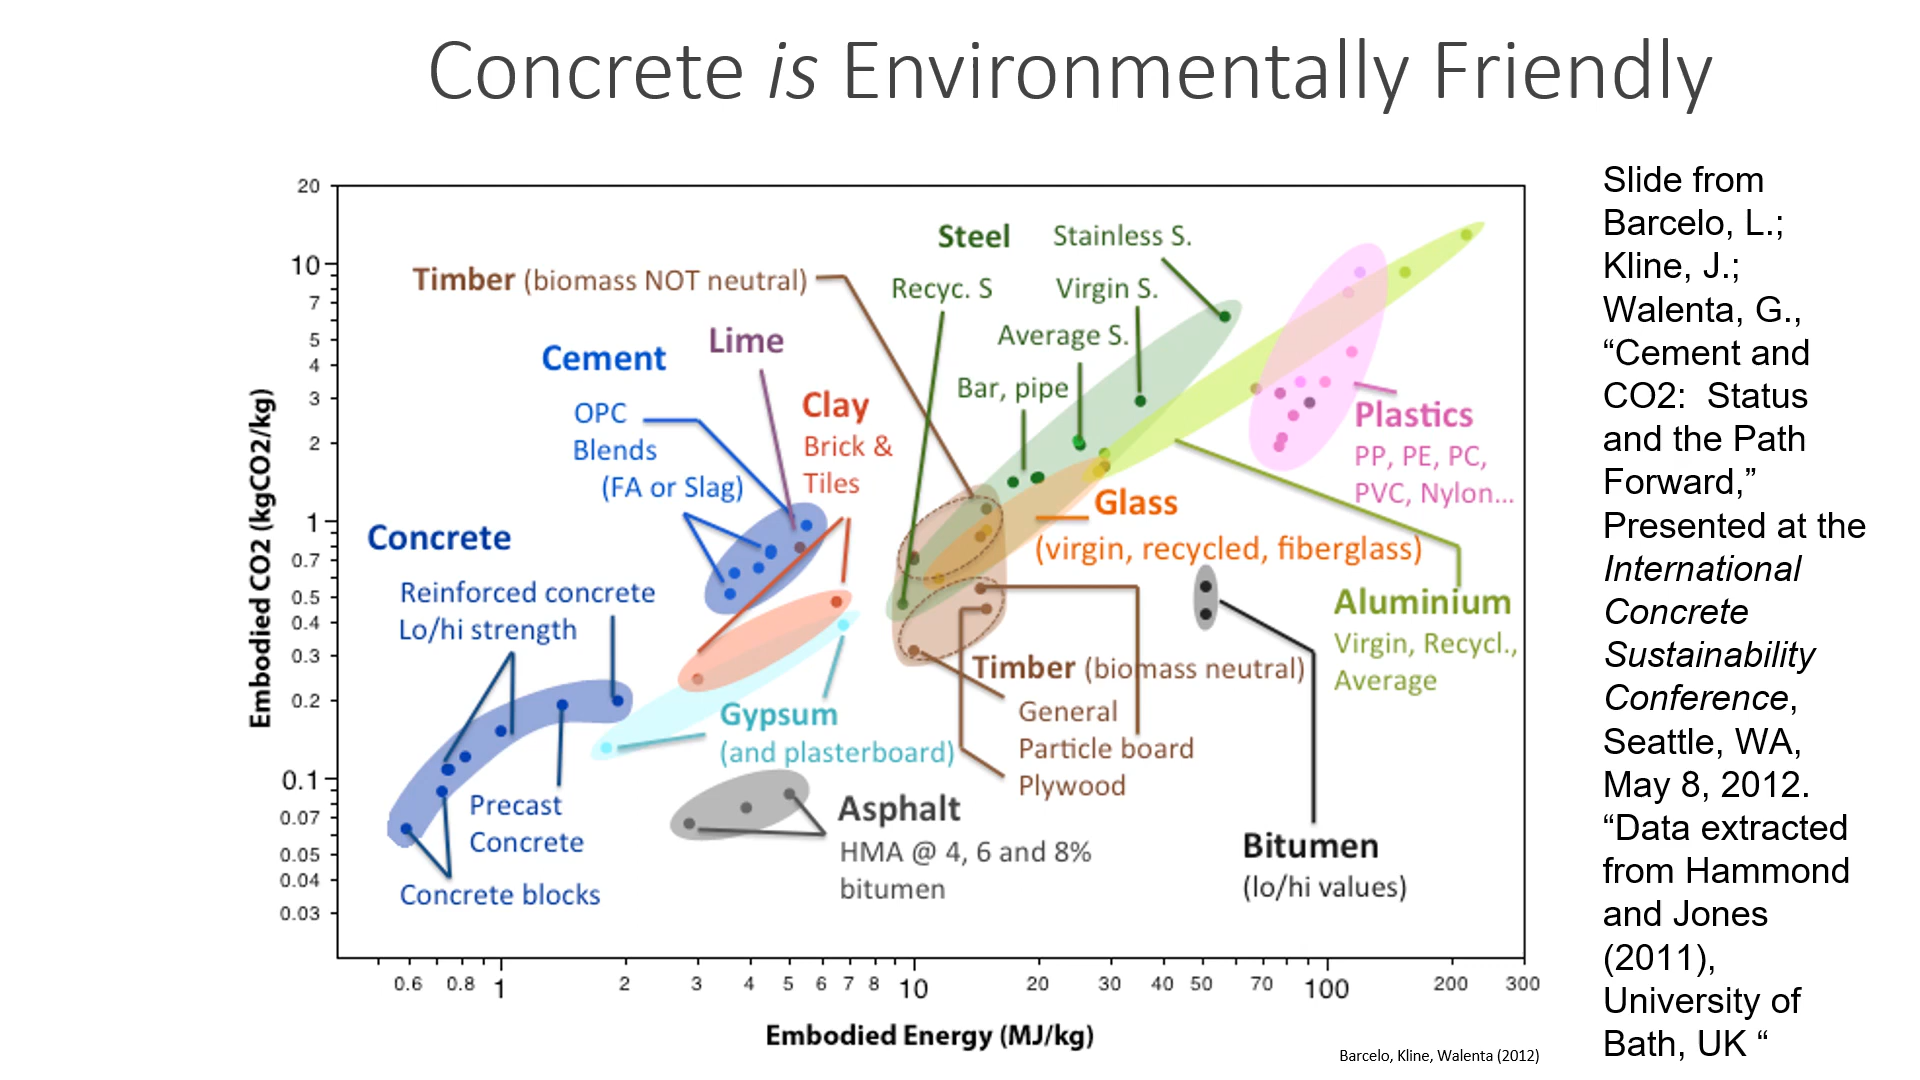 Concrete is Environmentally Friendly
20
10
7
5
4
3
2
1
0.7
0.5
0.4
0.3
0.2
0.1
0.07
0.05
0.04
0.03
Embodied CO2 (kgCO2/kg)
Steel
Stainless S.
Timber (biomass NOT neutral)
Recyc. S
Virgin S.
Average S.
Bar, pipe
Lime
Cement
OPC
Blends
(FA or Slag)
Clay
Brick &
Tiles
Plastics
PP, PE, PC,
PVC, Nylon...
Glass
(virgin, recycled, fiberglass)
Concrete
Reinforced concrete
Lo/hi strength
Aluminium
Virgin, Recycl.,
Average
Timber (biomass neutral)
General
Particle board
Plywood
Gypsum
(and plasterboard)
Precast
Concrete
Concrete blocks
Asphalt
HMA @ 4, 6 and 8%
bitumen
Bitumen
(lo/hi values)
0.6 0.8 1 2 3 4 5 6 7 8 10 20 30 40 50 70 100 200 300
Embodied Energy (MJ/kg)
Barcelo, Kline, Walenta (2012)
Slide from
Barcelo, L.;
Kline, J.;
Walenta, G.,
“Cement and
CO2:  Status
and the Path
Forward,”
Presented at the
International
Concrete
Sustainability
Conference,
Seattle, WA,
May 8, 2012.
“Data extracted
from Hammond
and Jones
(2011),
University of
Bath, UK “